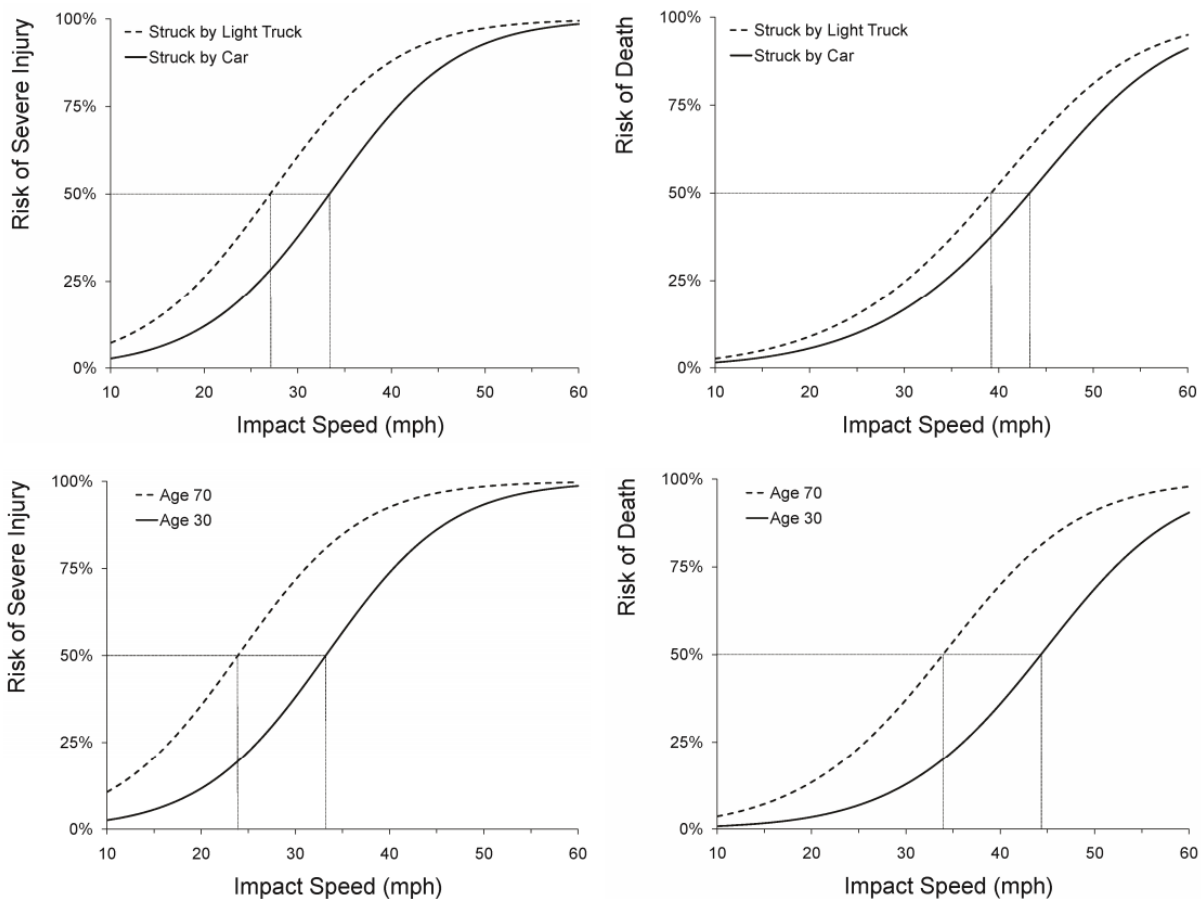 100%
75%
50%
25%
0%
Risk of Severe Injury
Struck by Light Truck
Struck by Car
10 20 30 40 50 60
Impact Speed (mph)
100%
75%
50%
25%
0%
Risk of Death
Struck by Light Truck
Struck by Car
10 20 30 40 50 60
Impact Speed (mph)
100%
75%
50%
25%
0%
Risk of Severe Injury
Age 70
Age 30
10 20 30 40 50 60
Impact Speed (mph)
100%
75%
50%
25%
0%
Risk of Death
Age 70
Age 30
10 20 30 40 50 60
Impact Speed (mph)